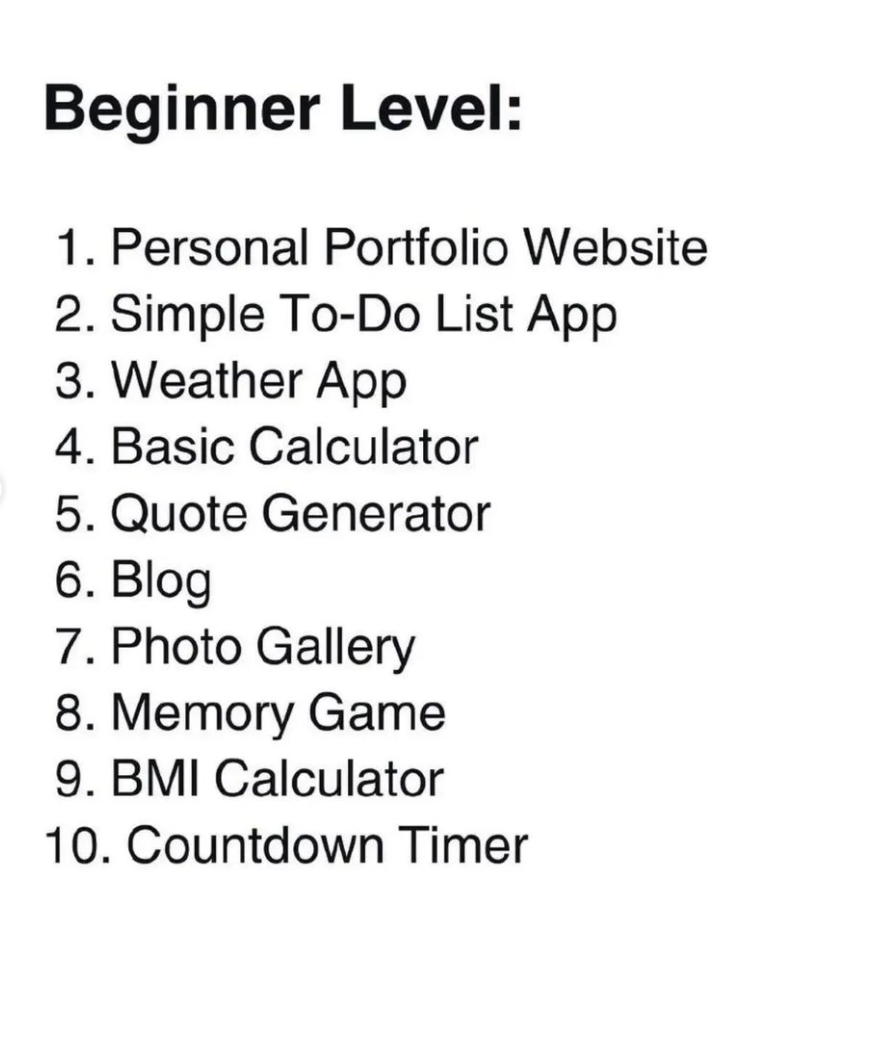 Beginner Level:
1. Personal Portfolio Website
2. Simple To-Do List App
3. Weather App
4. Basic Calculator
5. Quote Generator
6. Blog
7. Photo Gallery
8. Memory Game
9. BMI Calculator
10. Countdown Timer